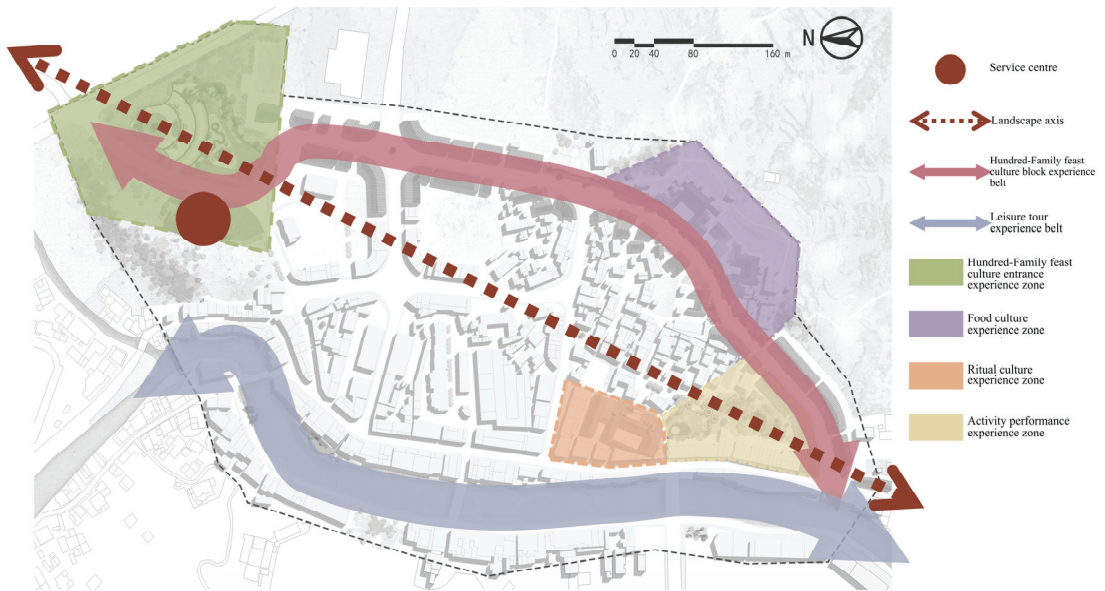 N
0 20 40 80 160 m
Service centre
Landscape axis
Hundred-Family feast
culture block experience
belt
Leisure tour
experience belt
Hundred-Family feast
culture entrance
experience zone
Food culture
experience zone
Ritual culture
experience zone
Activity performance
experience zone